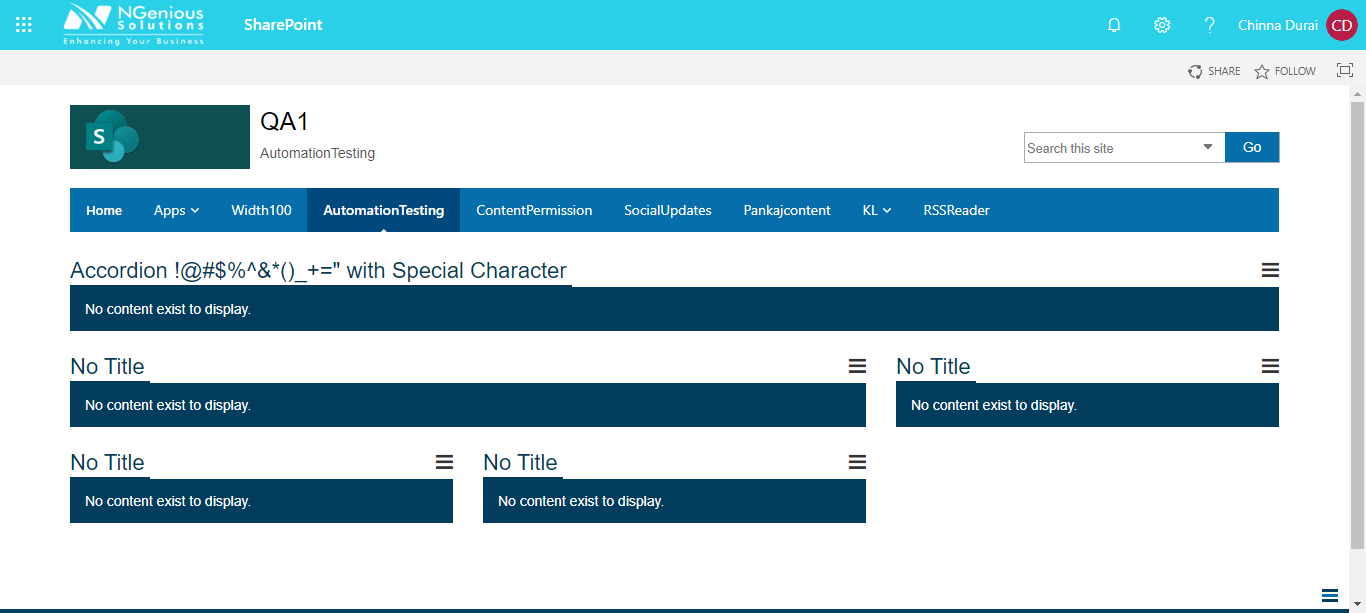 NGenious
Solutions
Enhancing Your Business
SharePoint
Chinna Durai CD
SHARE FOLLOW
S
QA1
AutomationTesting
Search this site Go
Home Apps Width100 AutomationTesting ContentPermission SocialUpdates Pankajcontent KL RSSReader
Accordion !@#$%^&*()_+=" with Special Character
No content exist to display.
No Title No Title
No content exist to display. No content exist to display.
No Title No Title
No content exist to display. No content exist to display.